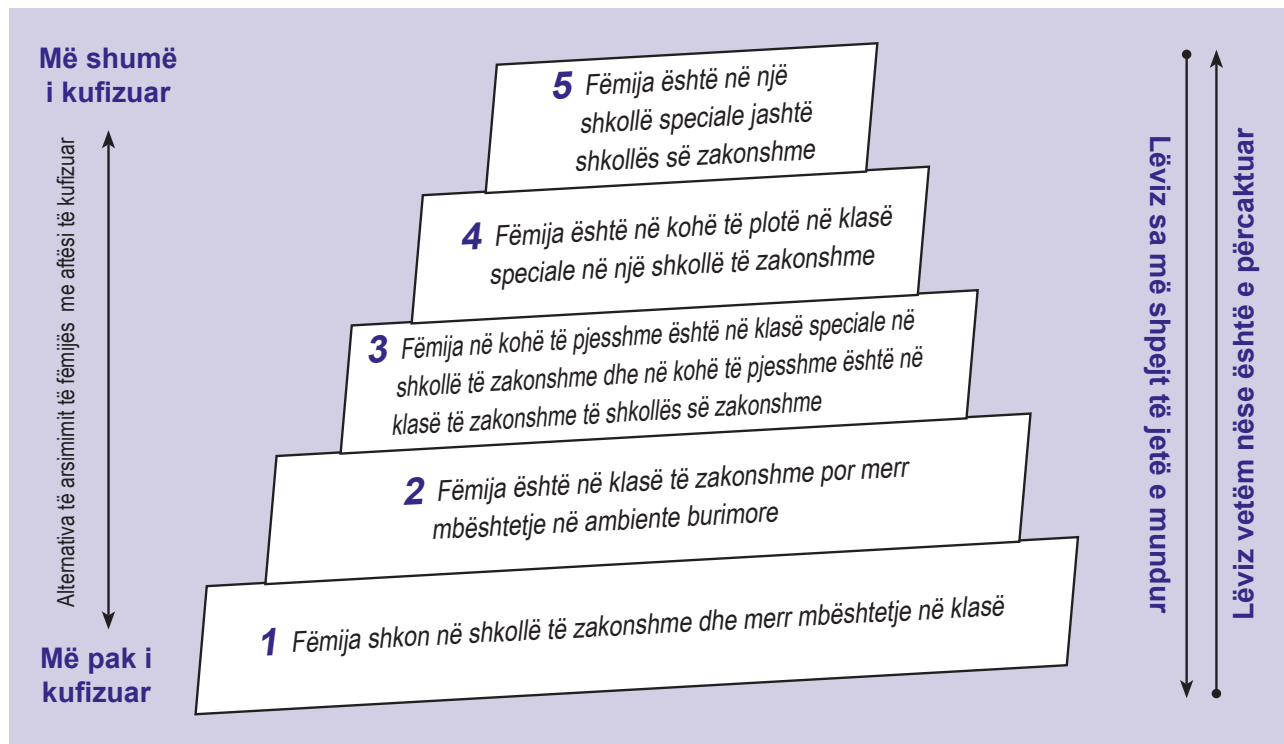 Më shumë
i kufizuar
Alternativa të arsimimit të fëmijës me aftësi të kufizuar
Më pak i
kufizuar
5 Fëmija është në një
shkollë speciale jashtë
shkollës së zakonshme
4 Fëmija është në kohë të plotë në klasë
speciale në një shkollë të zakonshme
3 Fëmija në kohë të pjesshme është në klasë speciale në
shkollë të zakonshme dhe në kohë të pjesshme është në
klasë të zakonshme të shkollës së zakonshme
2 Fëmija është në klasë të zakonshme por merr
mbështetje në ambiente burimore
1 Fëmija shkon në shkollë të zakonshme dhe merr mbështetje në klasë
Lëviz sa më shpejt të jetë e mundur
Lëviz vetëm nëse është e përcaktuar